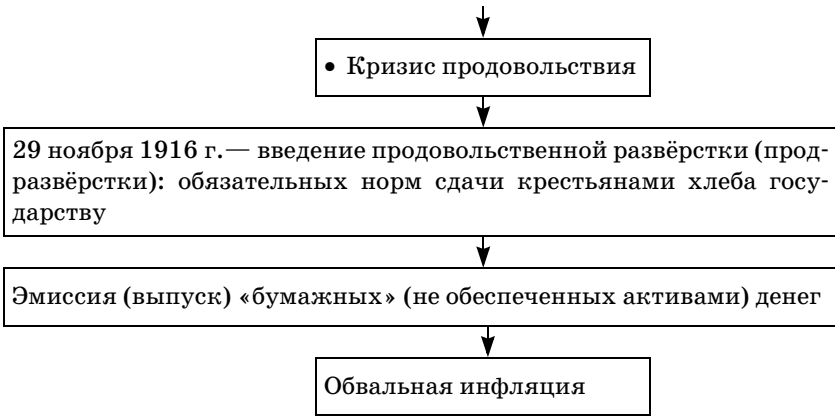 • Кризис продовольствия
29 ноября 1916 г.— введение продовольственной развёрстки (прод-
развёрстки): обязательных норм сдачи крестьянами хлеба госу-
дарству
Эмиссия (выпуск) «бумажных» (не обеспеченных активами) денег
Обвальная инфляция